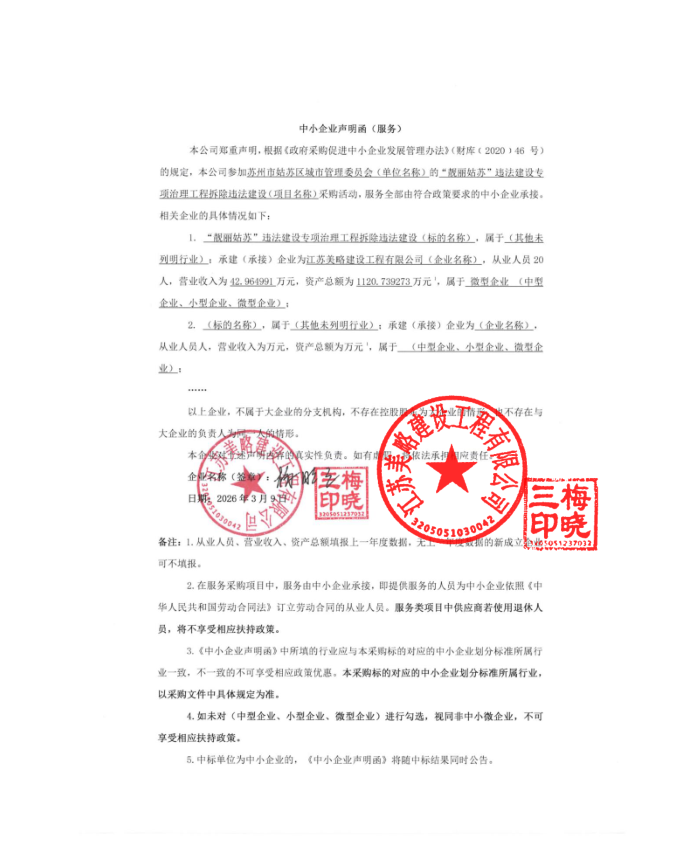 中小企业声明函（服务）
本公司郑重声明，根据《政府采购促进中小企业发展管理办法》（财库﹝2020﹞46 号）
的规定，本公司参加苏州市姑苏区城市管理委员会（单位名称）的“靓丽姑苏”违法建设专
项治理工程拆除违法建设（项目名称）采购活动，服务全部由符合政策要求的中小企业承接。
相关企业的具体情况如下：
1. “靓丽姑苏”违法建设专项治理工程拆除违法建设（标的名称），属于（其他未
列明行业）；承建（承接）企业为江苏美略建设工程有限公司（企业名称），从业人员 20
人，营业收入为 42.964991 万元，资产总额为 1120.739273 万元¹，属于 微型企业 （中型
企业、小型企业、微型企业）；
2. （标的名称），属于（其他未列明行业）；承建（承接）企业为（企业名称），
从业人员人，营业收入为万元，资产总额为万元¹，属于 （中型企业、小型企业、微型企
业）；
……
以上企业，不属于大企业的分支机构，不存在控股股东为大企业的情形，也不存在与
大企业的负责人为同一人的情形。
本企业对上述声明内容的真实性负责。如有虚假，将依法承担相应责任。
企业名称（签章）：梅晓三
日期：2026 年 3 月 9 日
江苏美略建设工程有限公司
3205051030042
三梅
印晓
3205051237032
江苏美略建设工程有限公司
3205051030042
三梅
印晓
3205051237032
备注：1.从业人员、营业收入、资产总额填报上一年度数据，无上一年度数据的新成立企业
可不填报。
2.在服务采购项目中，服务由中小企业承接，即提供服务的人员为中小企业依照《中
华人民共和国劳动合同法》订立劳动合同的从业人员。服务类项目中供应商若使用退休人
员，将不享受相应扶持政策。
3.《中小企业声明函》中所填的行业应与本采购标的对应的中小企业划分标准所属行
业一致，不一致的不可享受相应政策优惠。本采购标的对应的中小企业划分标准所属行业，
以采购文件中具体规定为准。
4.如未对（中型企业、小型企业、微型企业）进行勾选，视同非中小微企业，不可
享受相应扶持政策。
5.中标单位为中小企业的，《中小企业声明函》将随中标结果同时公告。